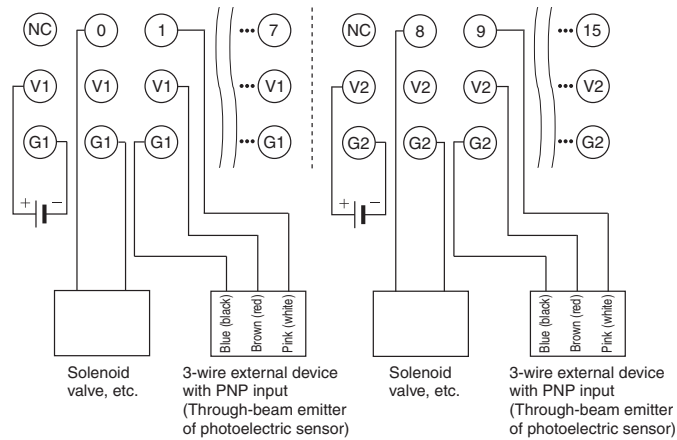 NC 0 1 ••• 7 NC 8 9 ••• 15
V1 V1 V1 ••• V1 V2 V2 V2 ••• V2
G1 G1 G1 ••• G1 G2 G2 G2 ••• G2
+ − + −
Blue (black)
Brown (red)
Pink (white)
Blue (black)
Brown (red)
Pink (white)
Solenoid
valve, etc.
3-wire external device
with PNP input
(Through-beam emitter
of photoelectric sensor)
Solenoid
valve, etc.
3-wire external device
with PNP input
(Through-beam emitter
of photoelectric sensor)